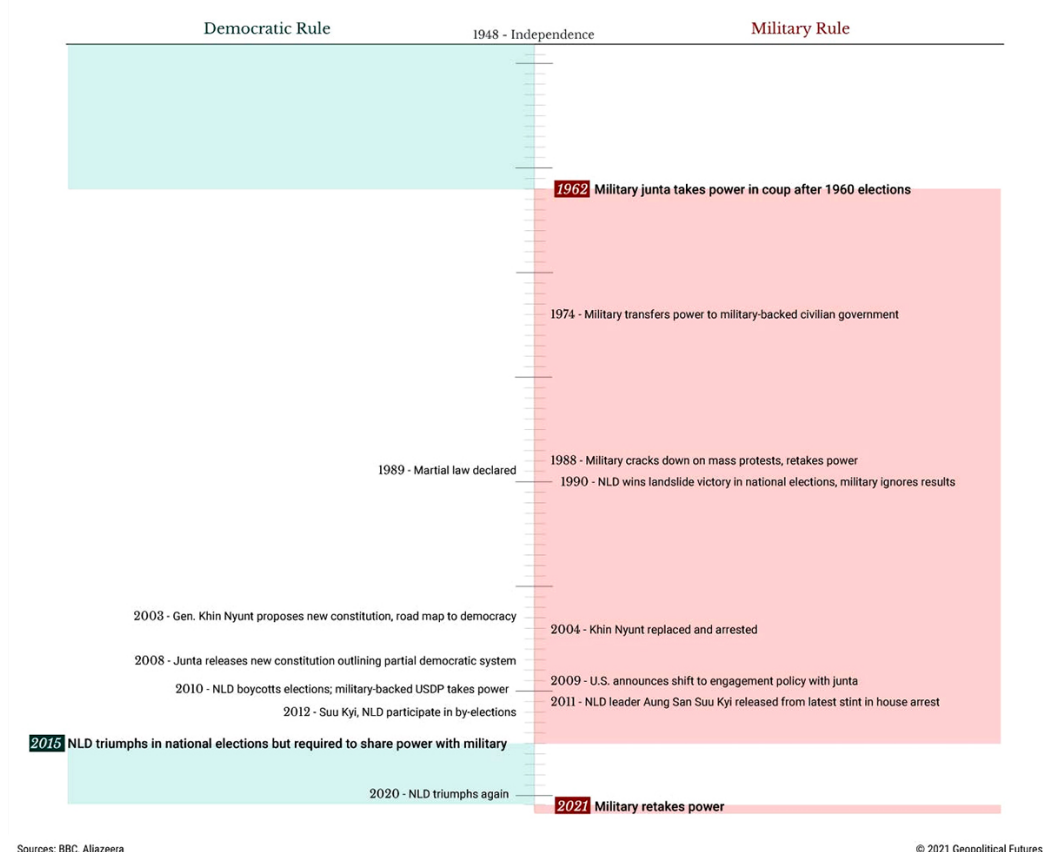 Democratic Rule
1948 - Independence
Military Rule
1962 Military junta takes power in coup after 1960 elections
1974 - Military transfers power to military-backed civilian government
1988 - Military cracks down on mass protests, retakes power
1989 - Martial law declared
1990 - NLD wins landslide victory in national elections, military ignores results
2003 - Gen. Khin Nyunt proposes new constitution, road map to democracy
2004 - Khin Nyunt replaced and arrested
2008 - Junta releases new constitution outlining partial democratic system
2009 - U.S. announces shift to engagement policy with junta
2010 - NLD boycotts elections; military-backed USDP takes power
2011 - NLD leader Aung San Suu Kyi released from latest stint in house arrest
2012 - Suu Kyi, NLD participate in by-elections
2015 NLD triumphs in national elections but required to share power with military
2020 - NLD triumphs again
2021 Military retakes power
Sources: BBC, Aljazeera
© 2021 Geopolitical Futures